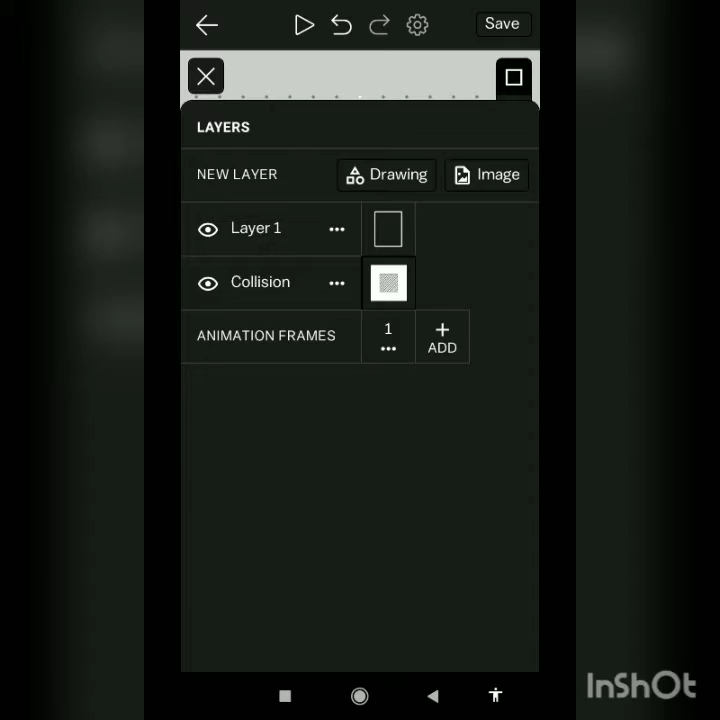 Save
LAYERS
NEW LAYER Drawing Image
Layer 1
Collision
ANIMATION FRAMES 1 ADD
InShOt